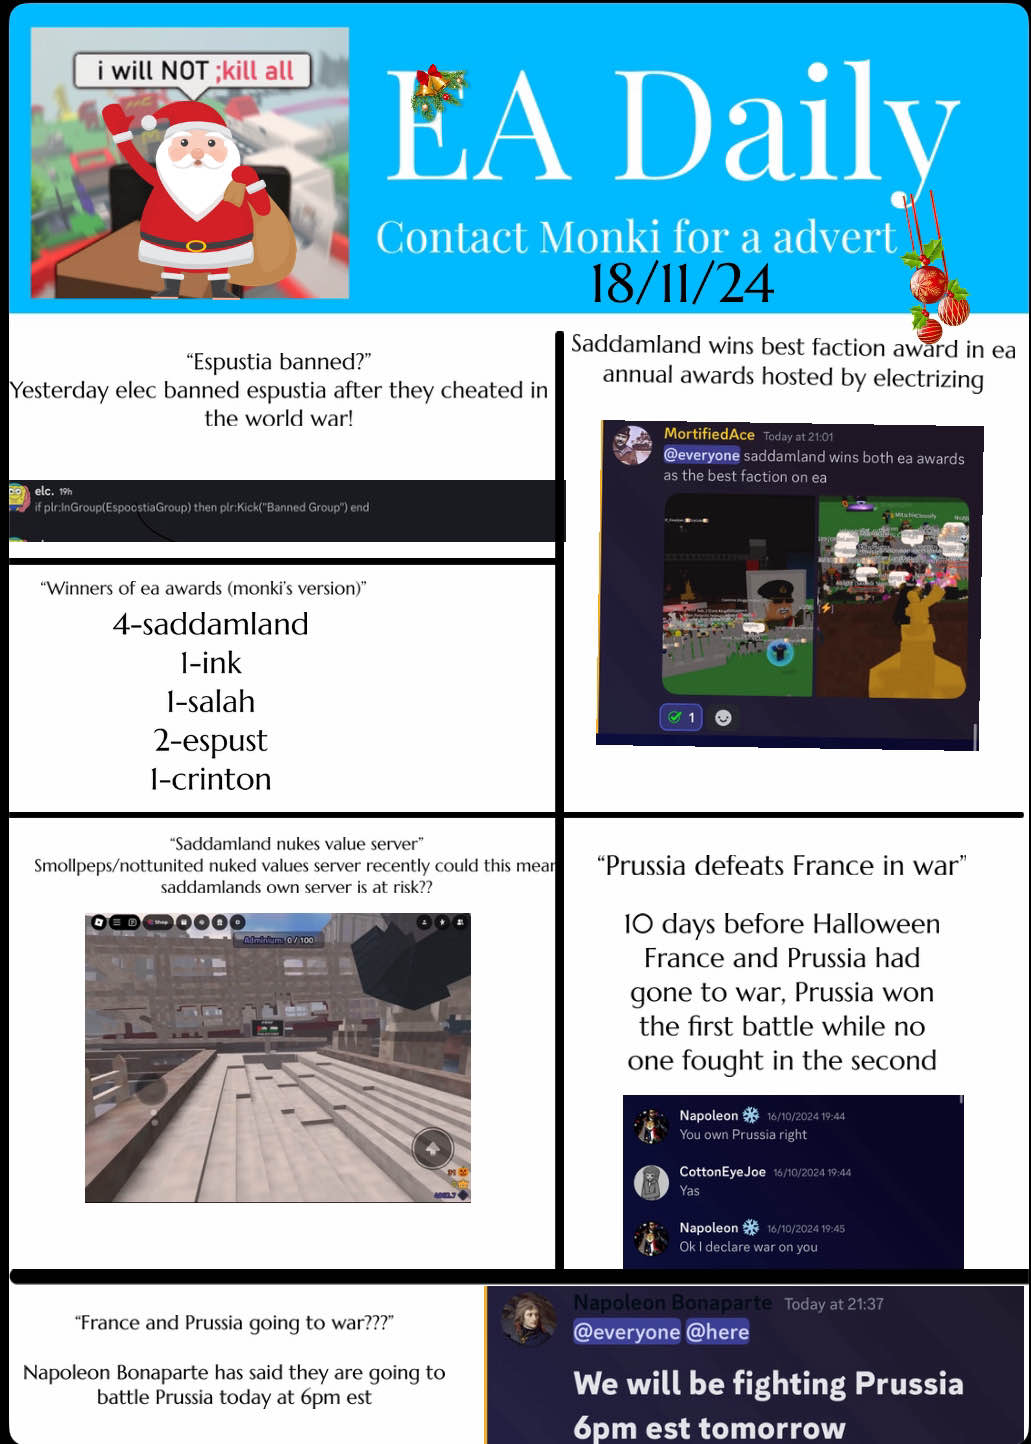 i will NOT ;kill all
EA Daily
Contact Monki for a advert
18/11/24
“Espustia banned?”
Yesterday elec banned espustia after they cheated in
the world war!
elc. 19h
if plr:InGroup(EspoostiaGroup) then plr:Kick("Banned Group") end
“Winners of ea awards (monki’s version)”
4-saddamland
1-ink
1-salah
2-espust
1-crinton
Saddamland wins best faction award in ea
annual awards hosted by electrizing
MortifiedAce Today at 21:01
@everyone saddamland wins both ea awards
as the best faction on ea
1
“Saddamland nukes value server”
Smollpeps/nottunited nuked values server recently could this mean
saddamlands own server is at risk??
Shop
Adminium: 0 / 100
“Prussia defeats France in war”
10 days before Halloween
France and Prussia had
gone to war, Prussia won
the first battle while no
one fought in the second
Napoleon 16/10/2024 19:44
You own Prussia right
CottonEyeJoe 16/10/2024 19:44
Yas
Napoleon 16/10/2024 19:45
Ok I declare war on you
“France and Prussia going to war???”
Napoleon Bonaparte has said they are going to
battle Prussia today at 6pm est
Napoleon Bonaparte Today at 21:37
@everyone @here
We will be fighting Prussia
6pm est tomorrow